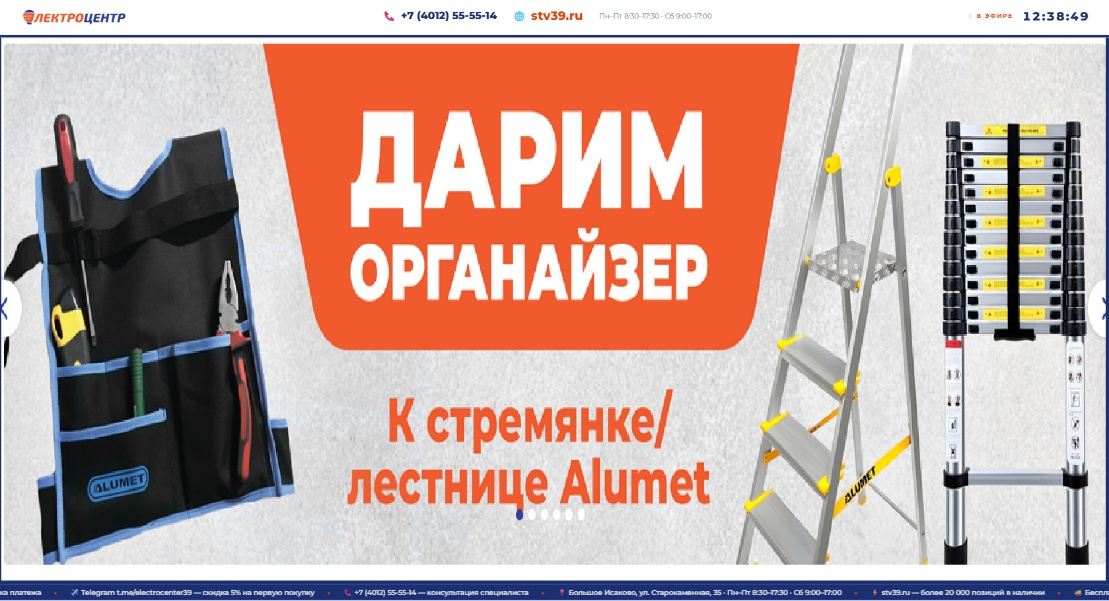 ЭЛЕКТРОЦЕНТР
+7 (4012) 55-55-14
stv39.ru
Пн–Пт 8:30–17:30 · Сб 9:00–17:00
В ЭФИРЕ
12:38:49
ДАРИМ
ОРГАНАЙЗЕР
К стремянке/
лестнице Alumet
ALUMET
ALUMET
ка платежа • Telegram t.me/electrocenter39 — скидка 5% на первую покупку • +7 (4012) 55-55-14 — консультация специалиста • Большое Исаково, ул. Старокаменная, 35 · Пн–Пт 8:30–17:30 · Сб 9:00–17:00 • stv39.ru — более 20 000 позиций в наличии • Беспл